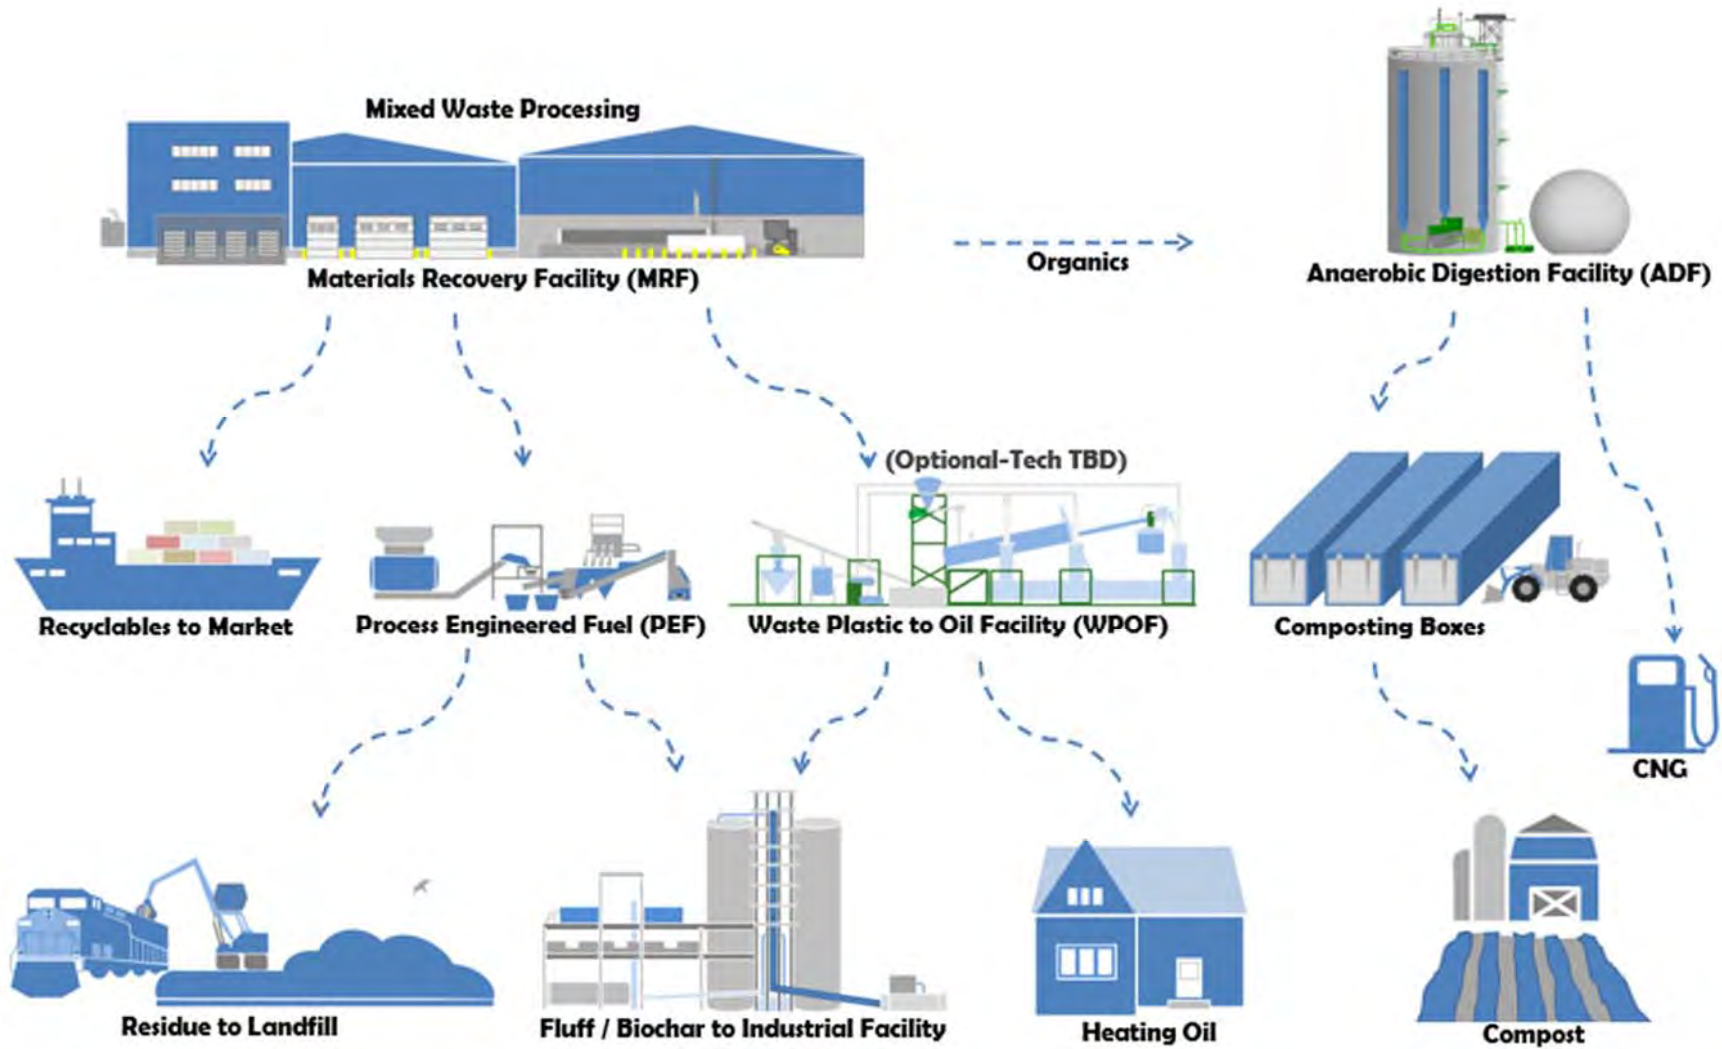 Mixed Waste Processing
Materials Recovery Facility (MRF)
Organics
Anaerobic Digestion Facility (ADF)
(Optional-Tech TBD)
Recyclables to Market
Process Engineered Fuel (PEF)
Waste Plastic to Oil Facility (WPOF)
Composting Boxes
CNG
Residue to Landfill
Fluff / Biochar to Industrial Facility
Heating Oil
Compost